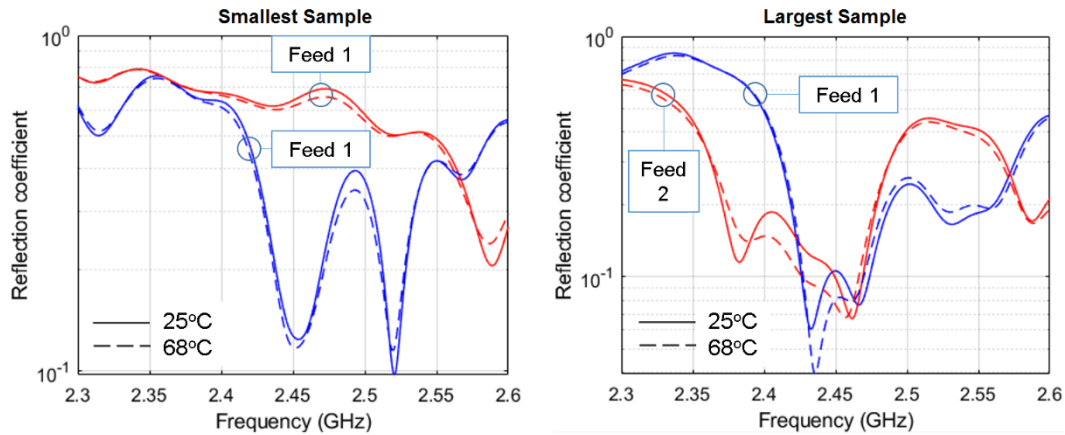 Smallest Sample
10⁰
Feed 1
Feed 1
Reflection coefficient
25°C
68°C
10⁻¹
2.3 2.35 2.4 2.45 2.5 2.55 2.6
Frequency (GHz)
Largest Sample
10⁰
Feed 1
Feed
2
Reflection coefficient
10⁻¹
25°C
68°C
2.3 2.35 2.4 2.45 2.5 2.55 2.6
Frequency (GHz)